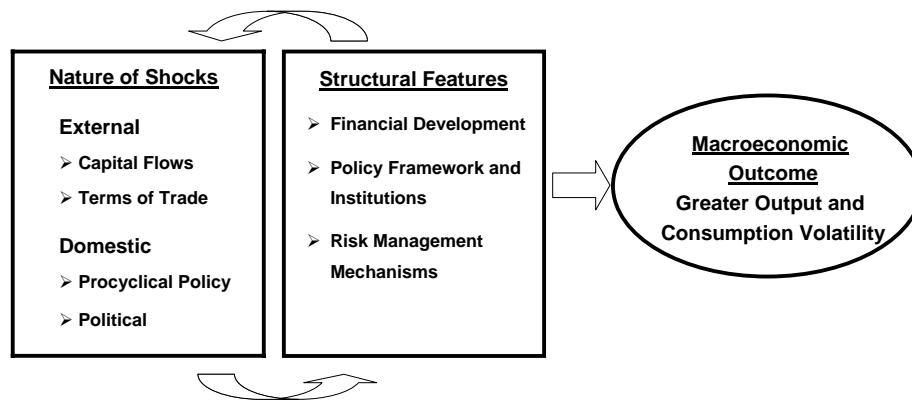 Nature of Shocks
External
➢ Capital Flows
➢ Terms of Trade
Domestic
➢ Procyclical Policy
➢ Political
Structural Features
➢ Financial Development
➢ Policy Framework and
Institutions
➢ Risk Management
Mechanisms
Macroeconomic
Outcome
Greater Output and
Consumption Volatility